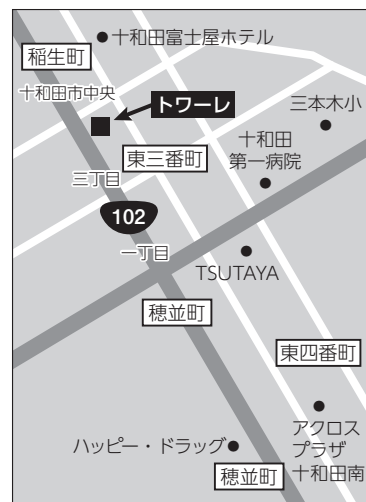 十和田富士屋ホテル
稲生町
十和田市中央
トワーレ
三本木小
十和田
第一病院
東三番町
三丁目
102
一丁目
TSUTAYA
穂並町
東四番町
アクロス
プラザ
十和田南
ハッピー・ドラッグ
穂並町